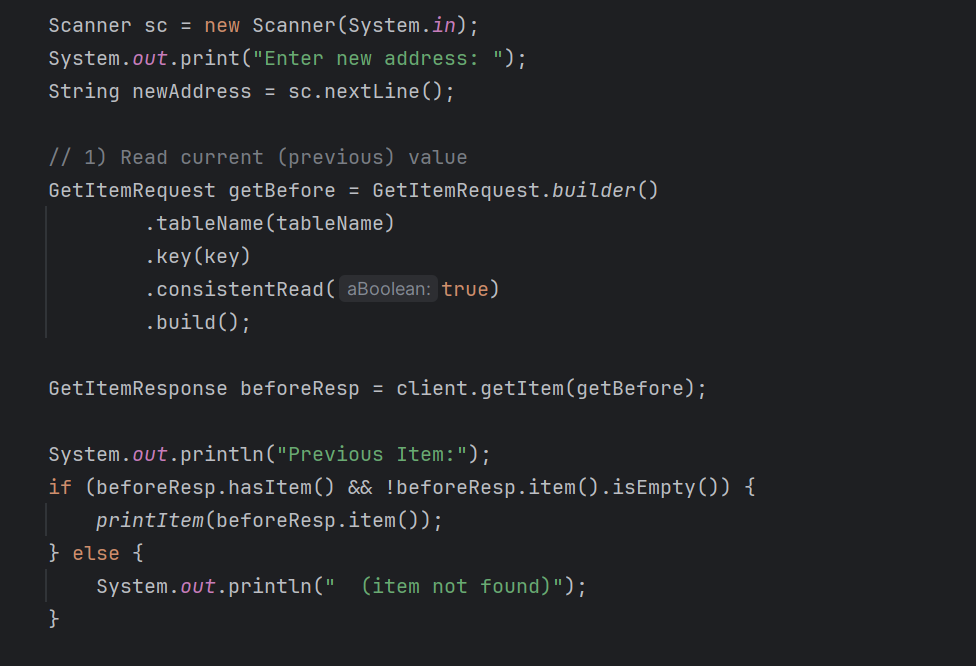 Scanner sc = new Scanner(System.in);
System.out.print("Enter new address: ");
String newAddress = sc.nextLine();
// 1) Read current (previous) value
GetItemRequest getBefore = GetItemRequest.builder()
        .tableName(tableName)
        .key(key)
        .consistentRead( aBoolean: true)
        .build();
GetItemResponse beforeResp = client.getItem(getBefore);
System.out.println("Previous Item:");
if (beforeResp.hasItem() && !beforeResp.item().isEmpty()) {
    printItem(beforeResp.item());
} else {
    System.out.println("  (item not found)");
}